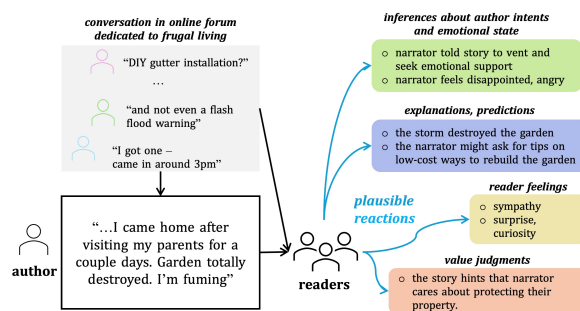 conversation in online forum
dedicated to frugal living
“DIY gutter installation?”
…
“and not even a flash
flood warning”
“I got one –
came in around 3pm”
author
“…I came home after
visiting my parents for a
couple days. Garden totally
destroyed. I’m fuming”
readers
plausible
reactions
inferences about author intents
and emotional state
o narrator told story to vent and
seek emotional support
o narrator feels disappointed, angry
explanations, predictions
o the storm destroyed the garden
o the narrator might ask for tips on
low-cost ways to rebuild the garden
reader feelings
o sympathy
o surprise,
curiosity
value judgments
o the story hints that narrator
cares about protecting their
property.